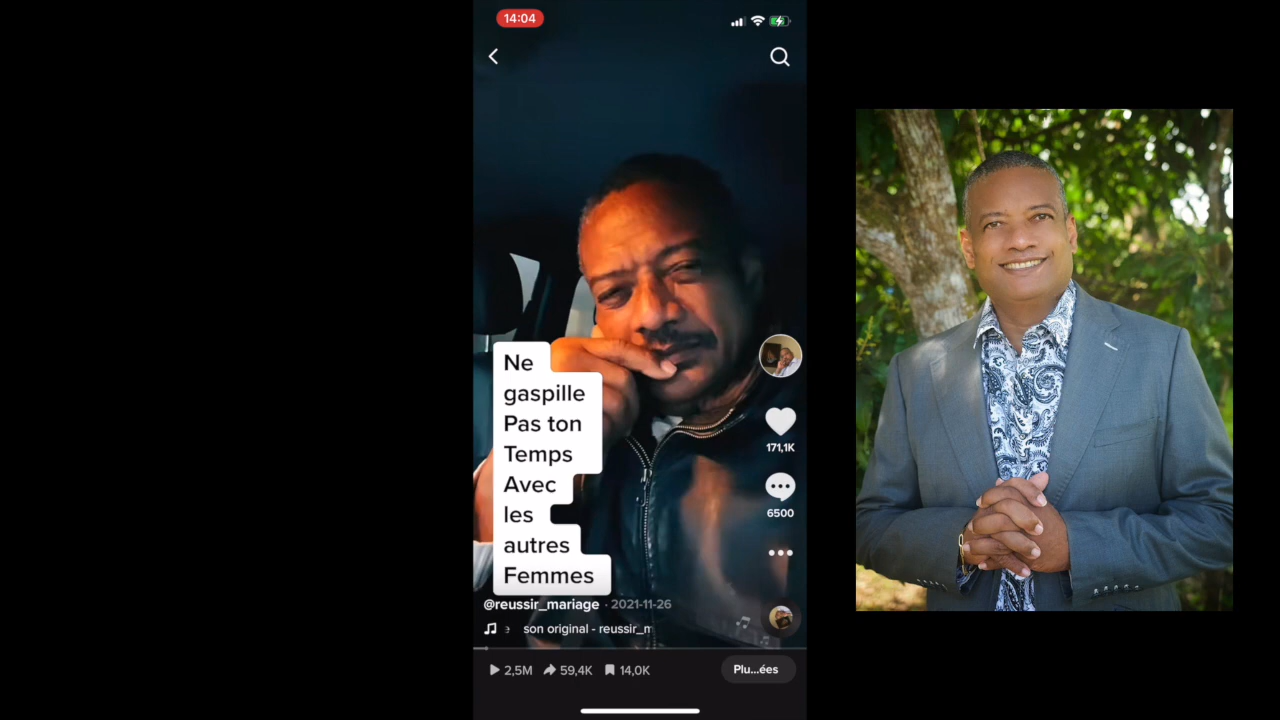 14:04
Ne
gaspille
Pas ton
Temps
Avec
les
autres
Femmes
171,1K
6500
@reussir_mariage · 2021-11-26
son original - reussir_m
2,5M 59,4K 14,0K Plu...ées